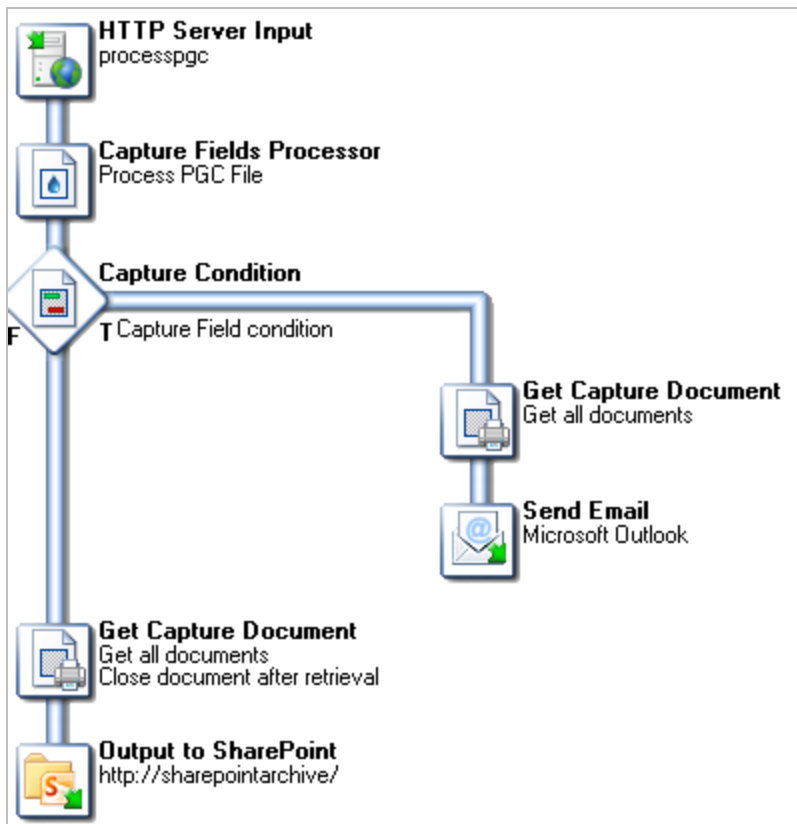 HTTP Server Input
processpgc
Capture Fields Processor
Process PGC File
Capture Condition
F
T Capture Field condition
Get Capture Document
Get all documents
Send Email
Microsoft Outlook
Get Capture Document
Get all documents
Close document after retrieval
Output to SharePoint
http://sharepointarchive/